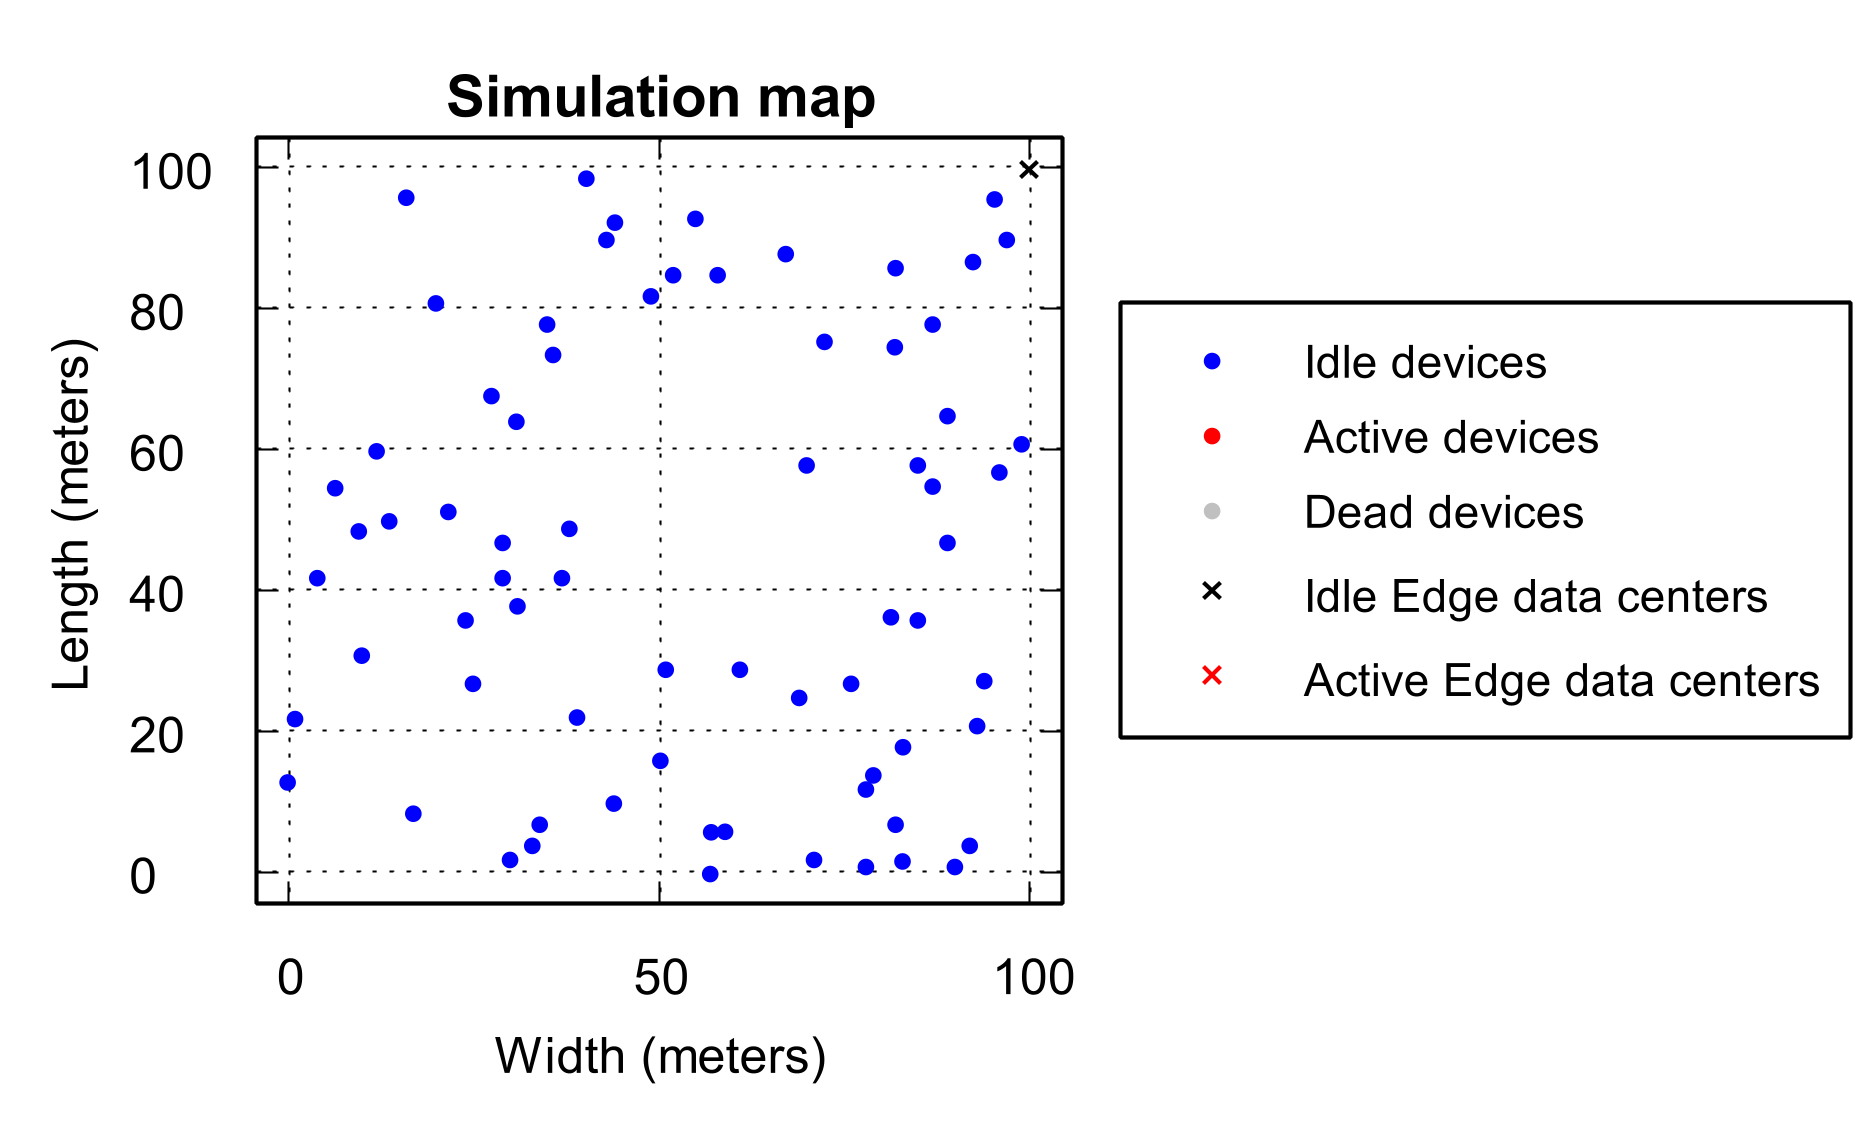 Simulation map
100
80
60
40
20
0
Length (meters)
0 50 100
Width (meters)
Idle devices
Active devices
Dead devices
Idle Edge data centers
Active Edge data centers